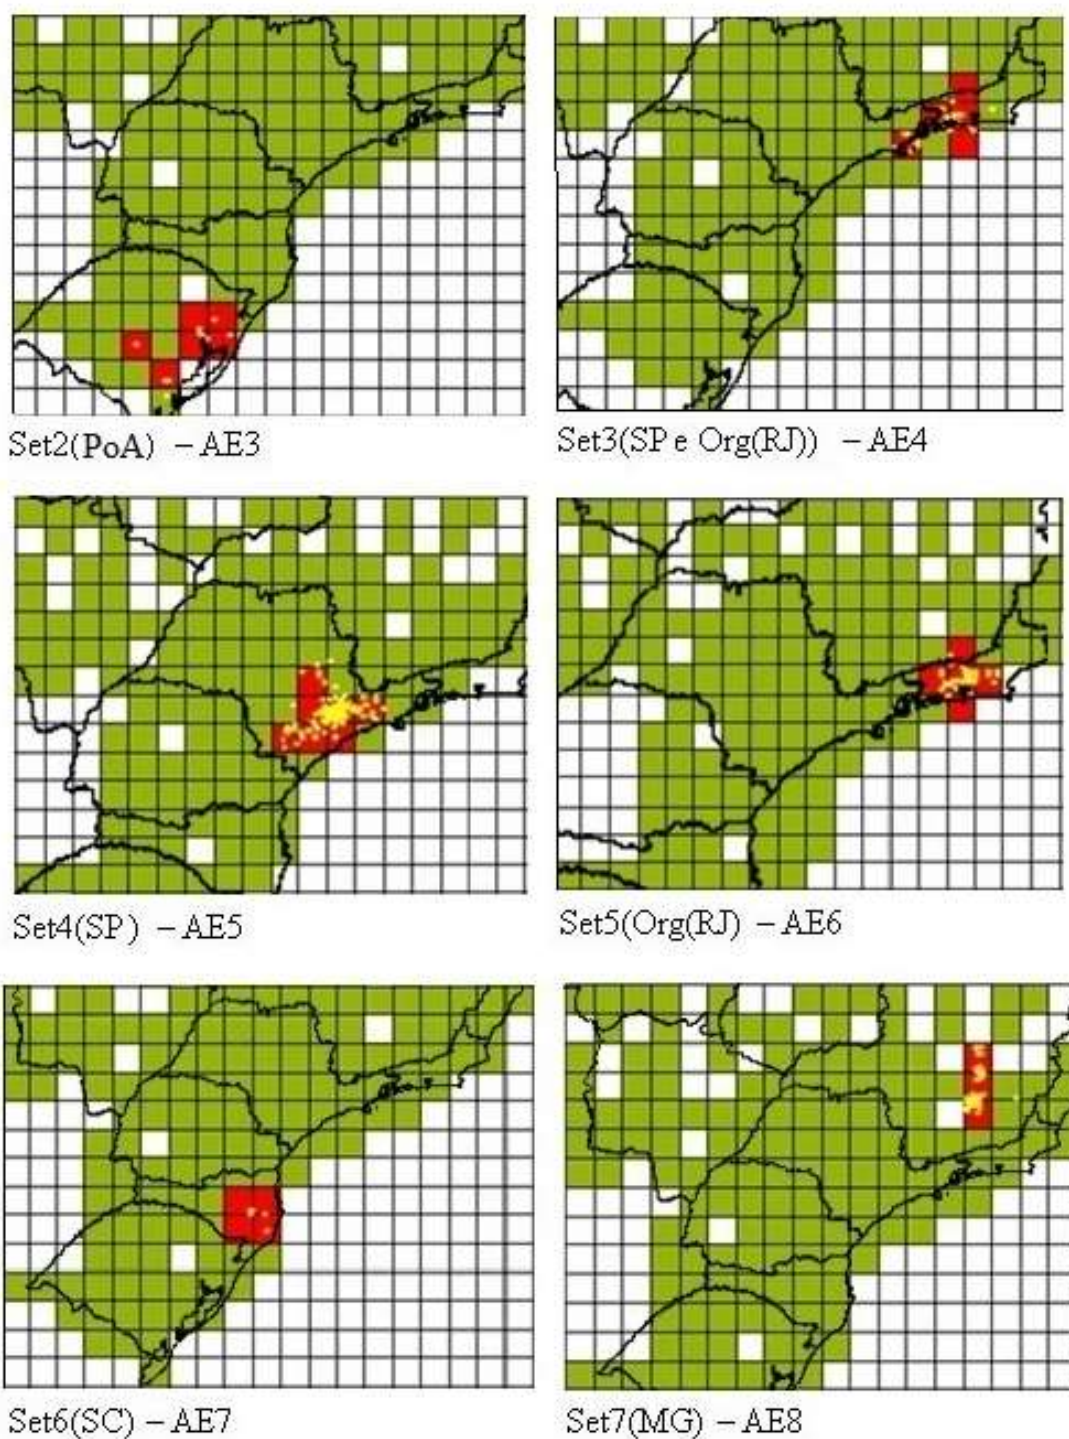 Set2(PoA) – AE3
Set3(SP e Org(RJ)) – AE4
Set4(SP) – AE5
Set5(Org(RJ) – AE6
Set6(SC) – AE7
Set7(MG) – AE8